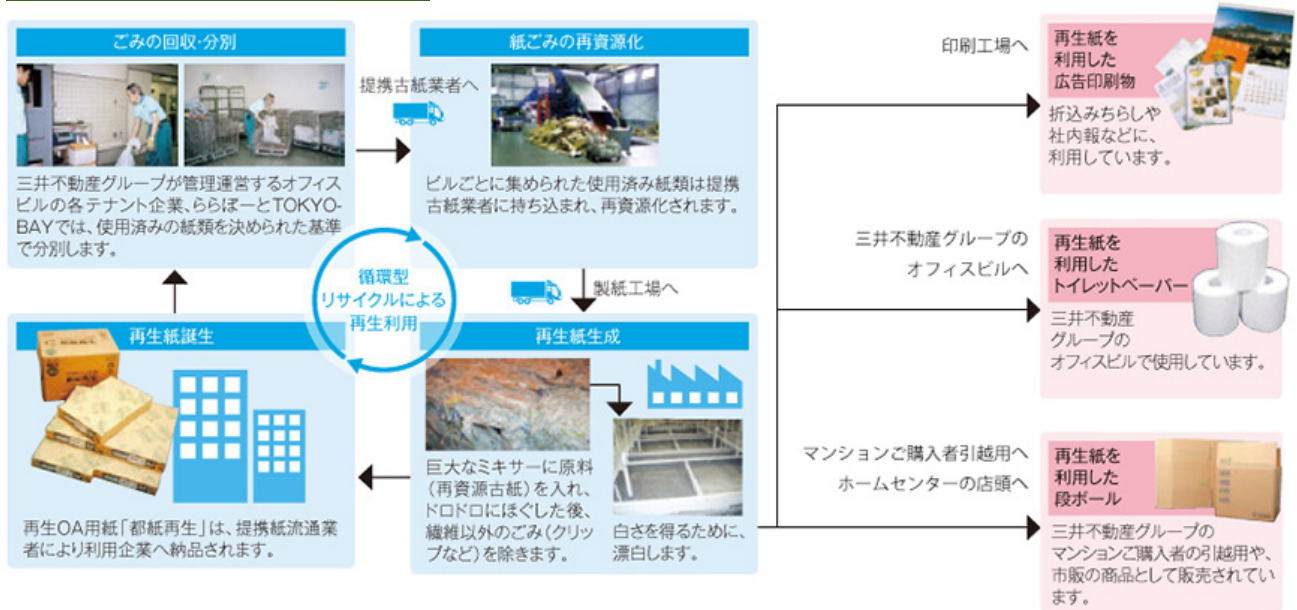 ごみの回収・分別
三井不動産グループが管理運営するオフィス
ビルの各テナント企業、ららぽーとTOKYO-
BAYでは、使用済みの紙類を決められた基準
で分別します。
提携古紙業者へ
紙ごみの再資源化
ビルごとに集められた使用済み紙類は提携
古紙業者に持ち込まれ、再資源化されます。
循環型
リサイクルによる
再生利用
製紙工場へ
再生紙誕生
再生OA用紙「都紙再生」は、提携紙流通業
者により利用企業へ納品されます。
再生紙生成
巨大なミキサーに原料
(再資源古紙)を入れ、
ドロドロにほぐした後、
繊維以外のごみ(クリッ
プなど)を除きます。
白さを得るために、
漂白します。
印刷工場へ
再生紙を
利用した
広告印刷物
折込みちらしや
社内報などに、
利用しています。
三井不動産グループの
オフィスビルへ
再生紙を
利用した
トイレットペーパー
三井不動産
グループの
オフィスビルで使用しています。
マンションご購入者引越用へ
ホームセンターの店頭へ
再生紙を
利用した
段ボール
三井不動産グループの
マンションご購入者の引越用や、
市販の商品として販売されてい
ます。